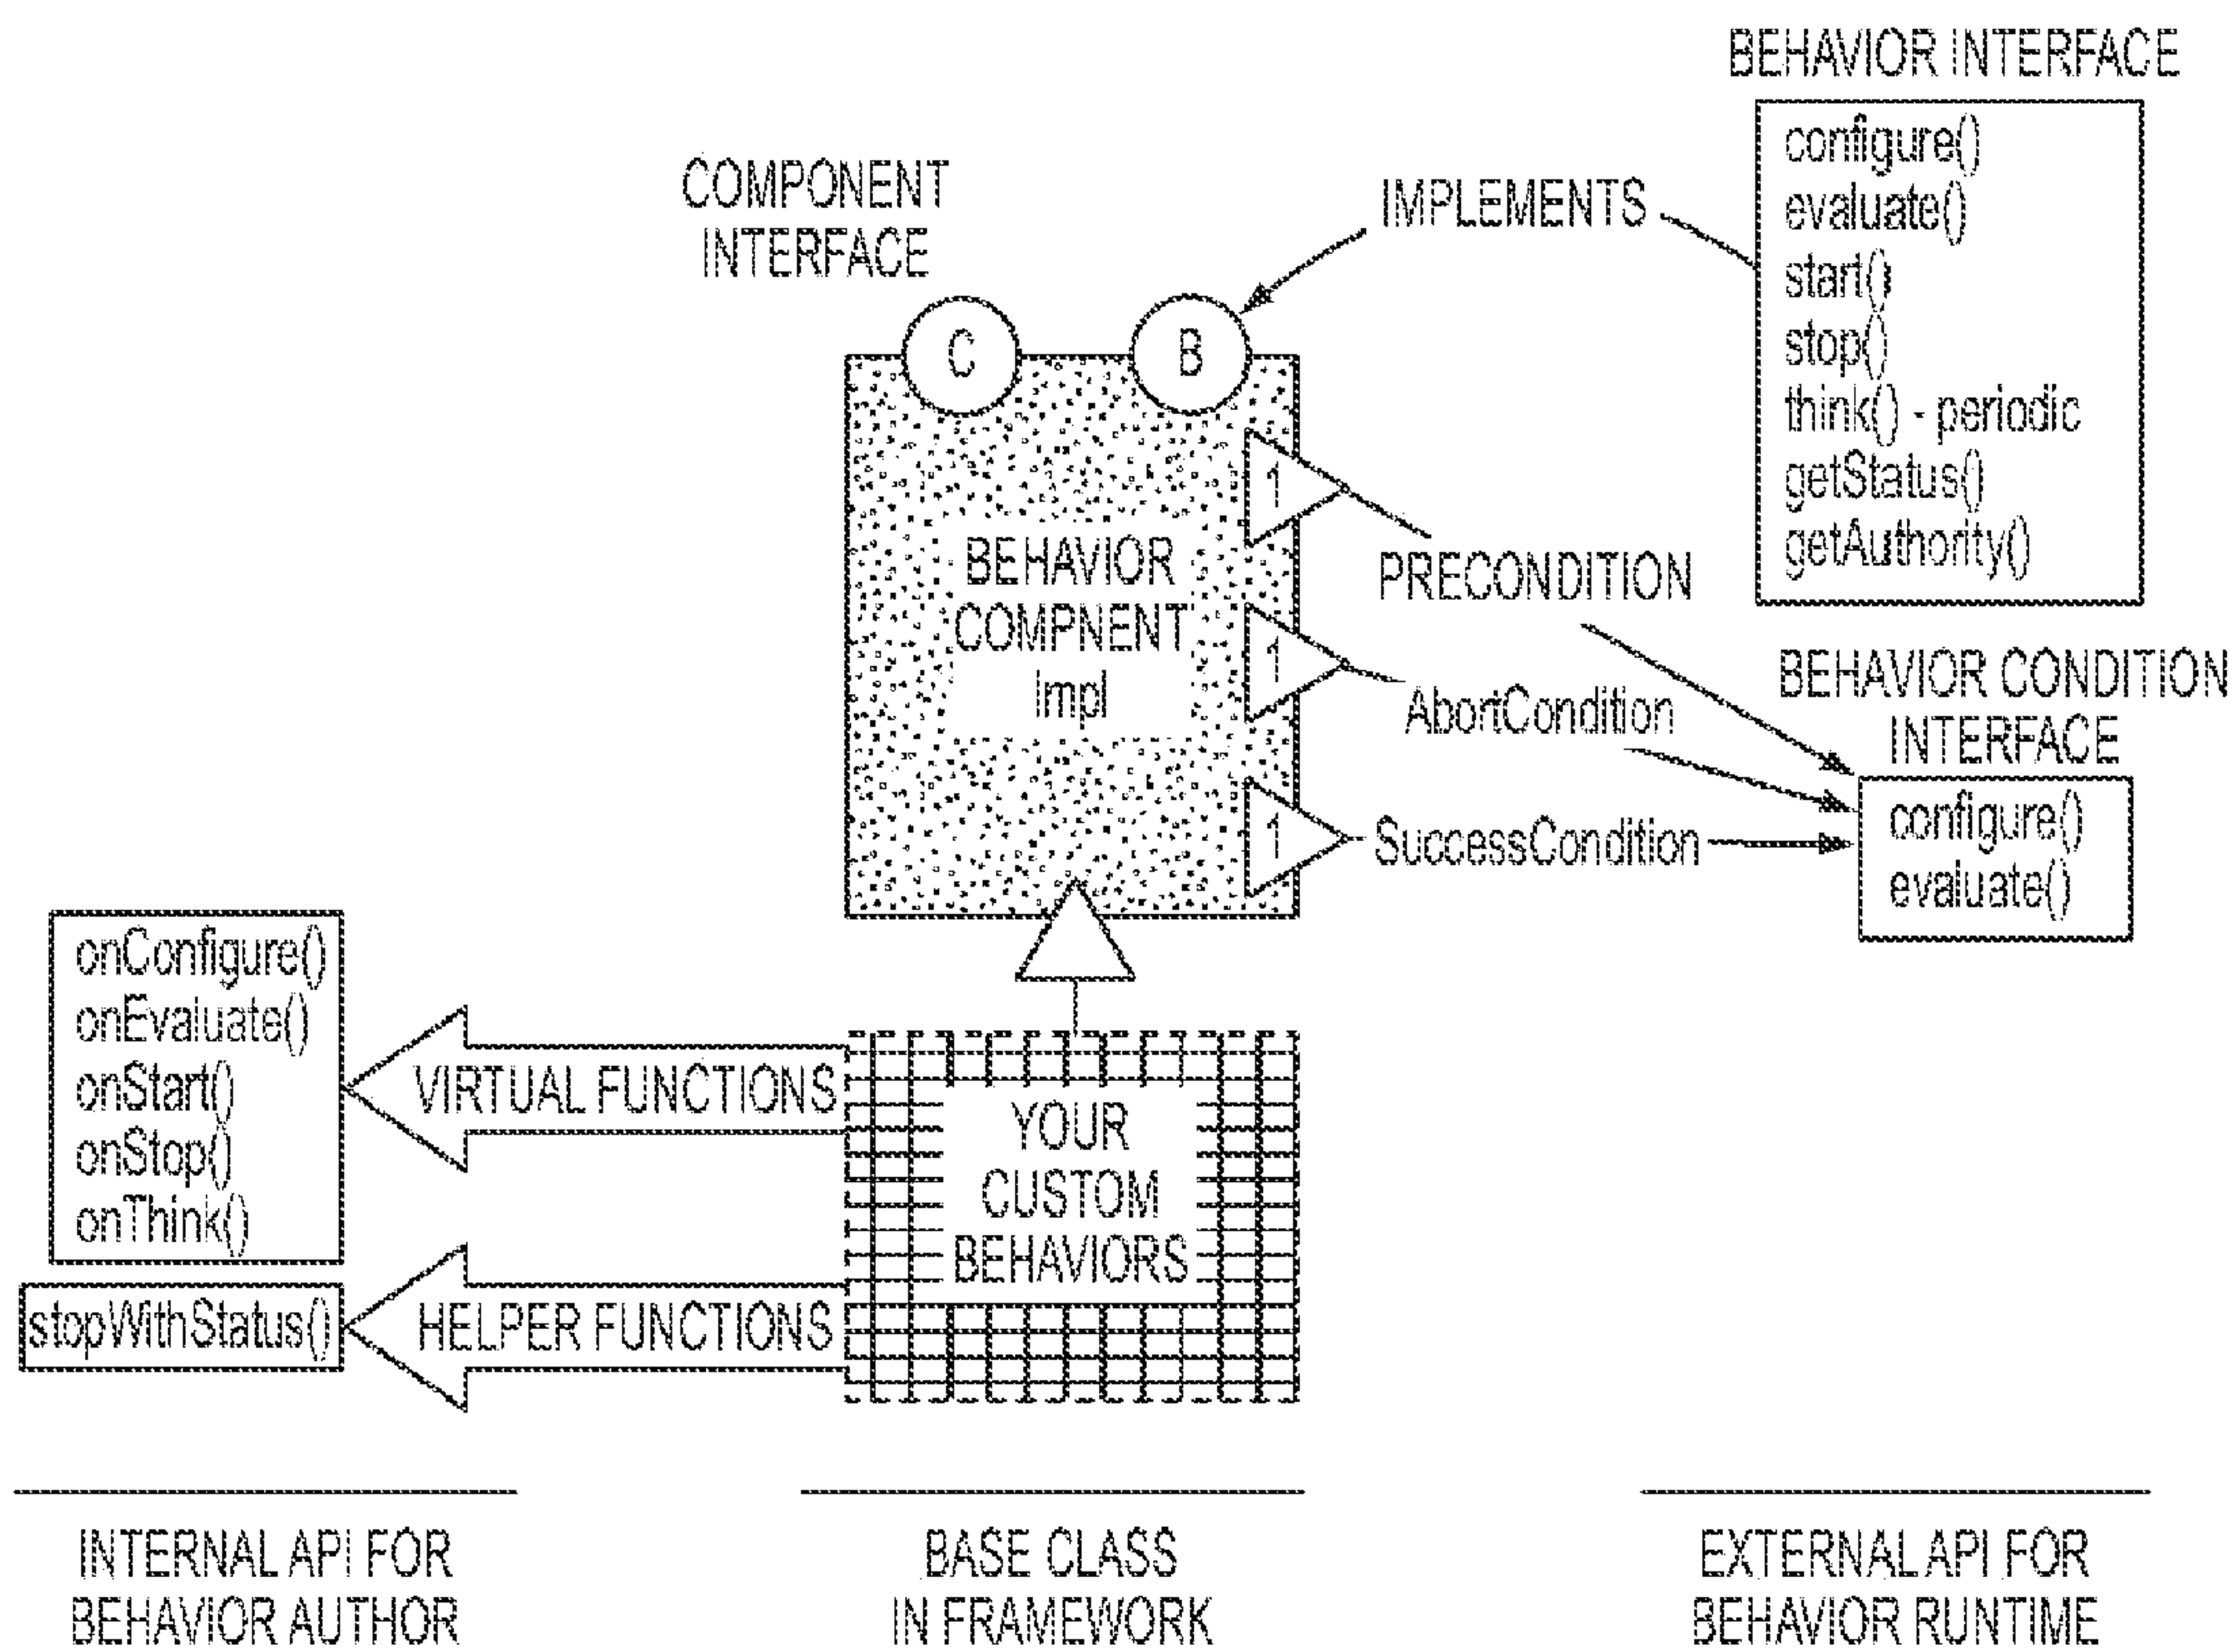 BEHAVIOR INTERFACE
configure()
evaluate()
start()
stop()
think() - periodic
getStatus()
getAuthority()
COMPONENT
INTERFACE
IMPLEMENTS
C
B
1
1
1
BEHAVIOR
COMPNENT
Impl
PRECONDITION
AbortCondition
SuccessCondition
BEHAVIOR CONDITION
INTERFACE
configure()
evaluate()
onConfigure()
onEvaluate()
onStart()
onStop()
onThink()
stopWithStatus()
VIRTUAL FUNCTIONS
HELPER FUNCTIONS
YOUR
CUSTOM
BEHAVIORS
INTERNAL API FOR
BEHAVIOR AUTHOR
BASE CLASS
IN FRAMEWORK
EXTERNAL API FOR
BEHAVIOR RUNTIME